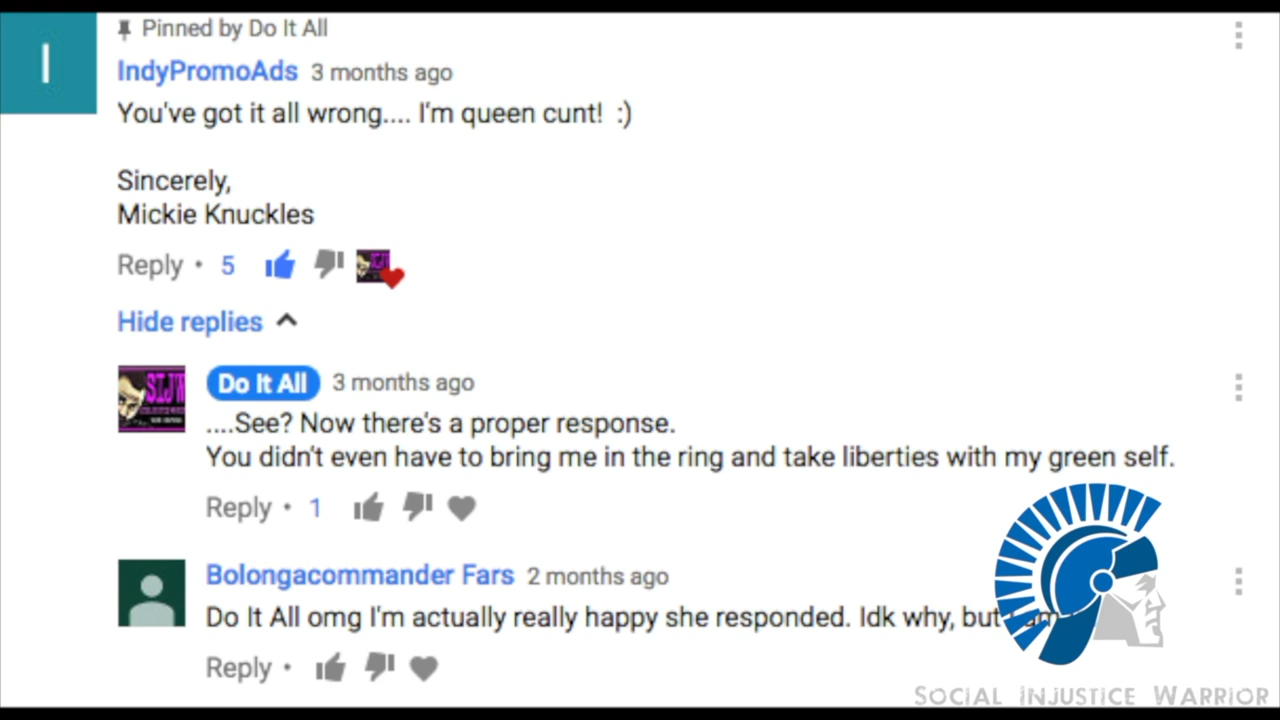 I
Pinned by Do It All
IndyPromoAds 3 months ago
You've got it all wrong.... I'm queen cunt!  :)
Sincerely,
Mickie Knuckles
Reply • 5
Hide replies
Do It All 3 months ago
....See? Now there's a proper response.
You didn't even have to bring me in the ring and take liberties with my green self.
Reply • 1
Bolongacommander Fars 2 months ago
Do It All omg I'm actually really happy she responded. Idk why, but
Reply •
Social Injustice Warrior